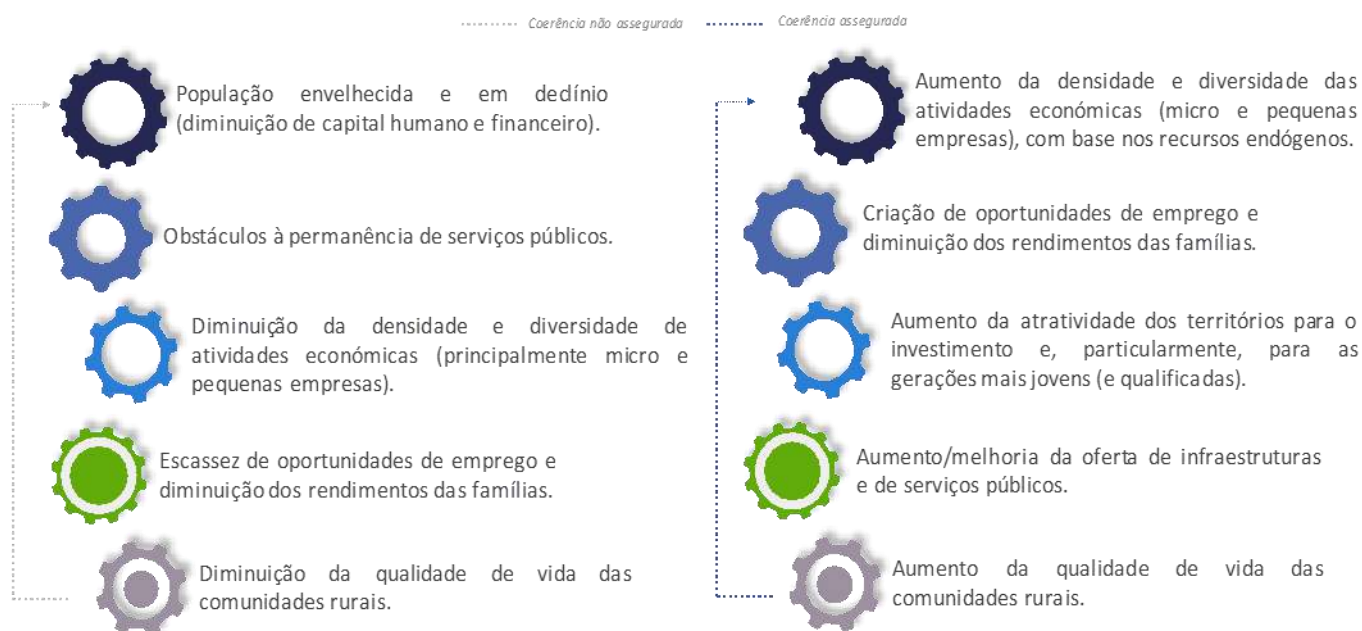 Coerência não assegurada
Coerência assegurada
População envelhecida e em declínio
(diminuição de capital humano e financeiro).
Obstáculos à permanência de serviços públicos.
Diminuição da densidade e diversidade de
atividades económicas (principalmente micro e
pequenas empresas).
Escassez de oportunidades de emprego e
diminuição dos rendimentos das famílias.
Diminuição da qualidade de vida das
comunidades rurais.
Aumento da densidade e diversidade das
atividades económicas (micro e pequenas
empresas), com base nos recursos endógenos.
Criação de oportunidades de emprego e
diminuição dos rendimentos das famílias.
Aumento da atratividade dos territórios para o
investimento e, particularmente, para as
gerações mais jovens (e qualificadas).
Aumento/melhoria da oferta de infraestruturas
e de serviços públicos.
Aumento da qualidade de vida das
comunidades rurais.